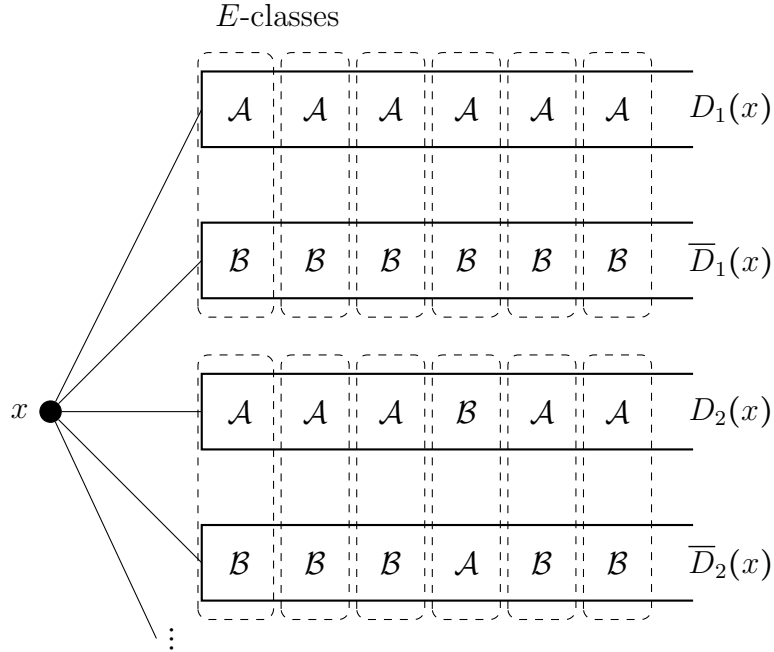 E-classes
𝒜 𝒜 𝒜 𝒜 𝒜 𝒜 D₁(x)
ℬ ℬ ℬ ℬ ℬ ℬ D̅₁(x)
x 𝒜 𝒜 𝒜 ℬ 𝒜 𝒜 D₂(x)
ℬ ℬ ℬ 𝒜 ℬ ℬ D̅₂(x)
⋮